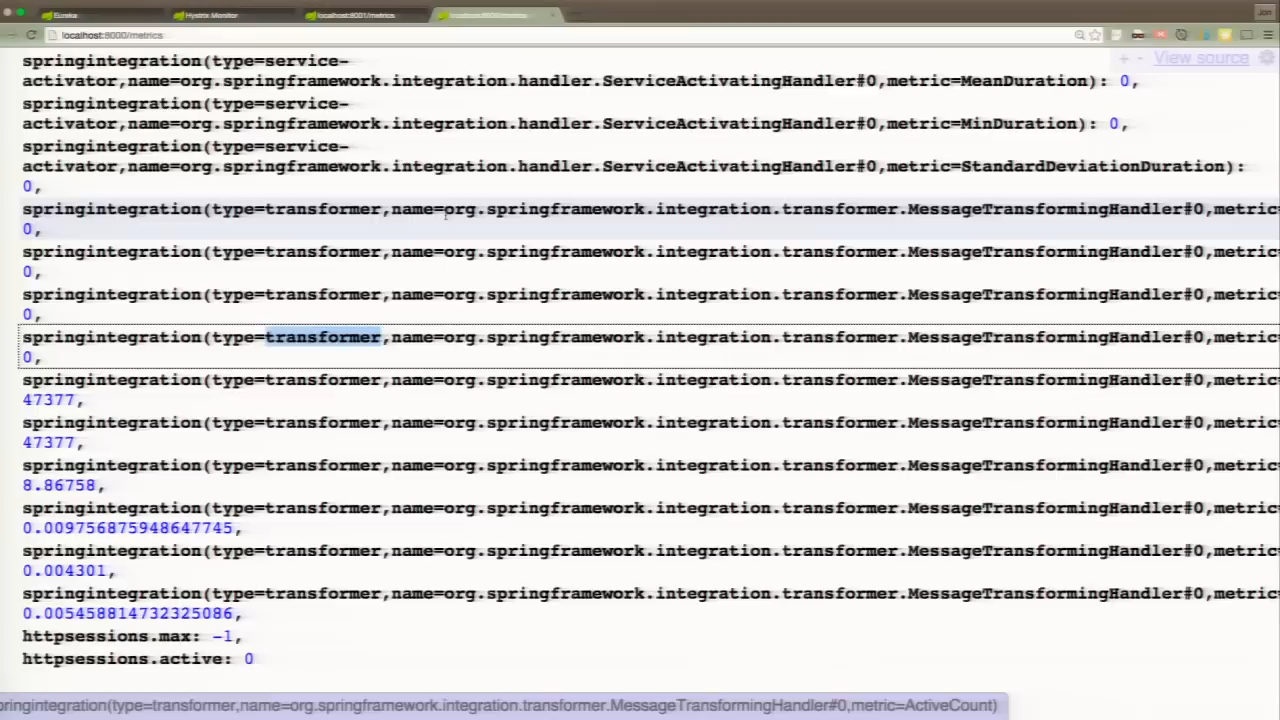 Eureka
Hystrix Monitor
localhost:8001/metrics
Jon
localhost:8000/metrics
+ - View source
springintegration(type=service-
activator,name=org.springframework.integration.handler.ServiceActivatingHandler#0,metric=MeanDuration): 0,
springintegration(type=service-
activator,name=org.springframework.integration.handler.ServiceActivatingHandler#0,metric=MinDuration): 0,
springintegration(type=service-
activator,name=org.springframework.integration.handler.ServiceActivatingHandler#0,metric=StandardDeviationDuration):
0,
springintegration(type=transformer,name=org.springframework.integration.transformer.MessageTransformingHandler#0,metric=
0,
springintegration(type=transformer,name=org.springframework.integration.transformer.MessageTransformingHandler#0,metric=
0,
springintegration(type=transformer,name=org.springframework.integration.transformer.MessageTransformingHandler#0,metric=
0,
springintegration(type=transformer,name=org.springframework.integration.transformer.MessageTransformingHandler#0,metric=
0,
springintegration(type=transformer,name=org.springframework.integration.transformer.MessageTransformingHandler#0,metric=
47377,
springintegration(type=transformer,name=org.springframework.integration.transformer.MessageTransformingHandler#0,metric=
47377,
springintegration(type=transformer,name=org.springframework.integration.transformer.MessageTransformingHandler#0,metric=
8.86758,
springintegration(type=transformer,name=org.springframework.integration.transformer.MessageTransformingHandler#0,metric=
0.009756875948647745,
springintegration(type=transformer,name=org.springframework.integration.transformer.MessageTransformingHandler#0,metric=
0.004301,
springintegration(type=transformer,name=org.springframework.integration.transformer.MessageTransformingHandler#0,metric=
0.005458814732325086,
httpsessions.max: -1,
httpsessions.active: 0
pringintegration(type=transformer,name=org.springframework.integration.transformer.MessageTransformingHandler#0,metric=ActiveCount)